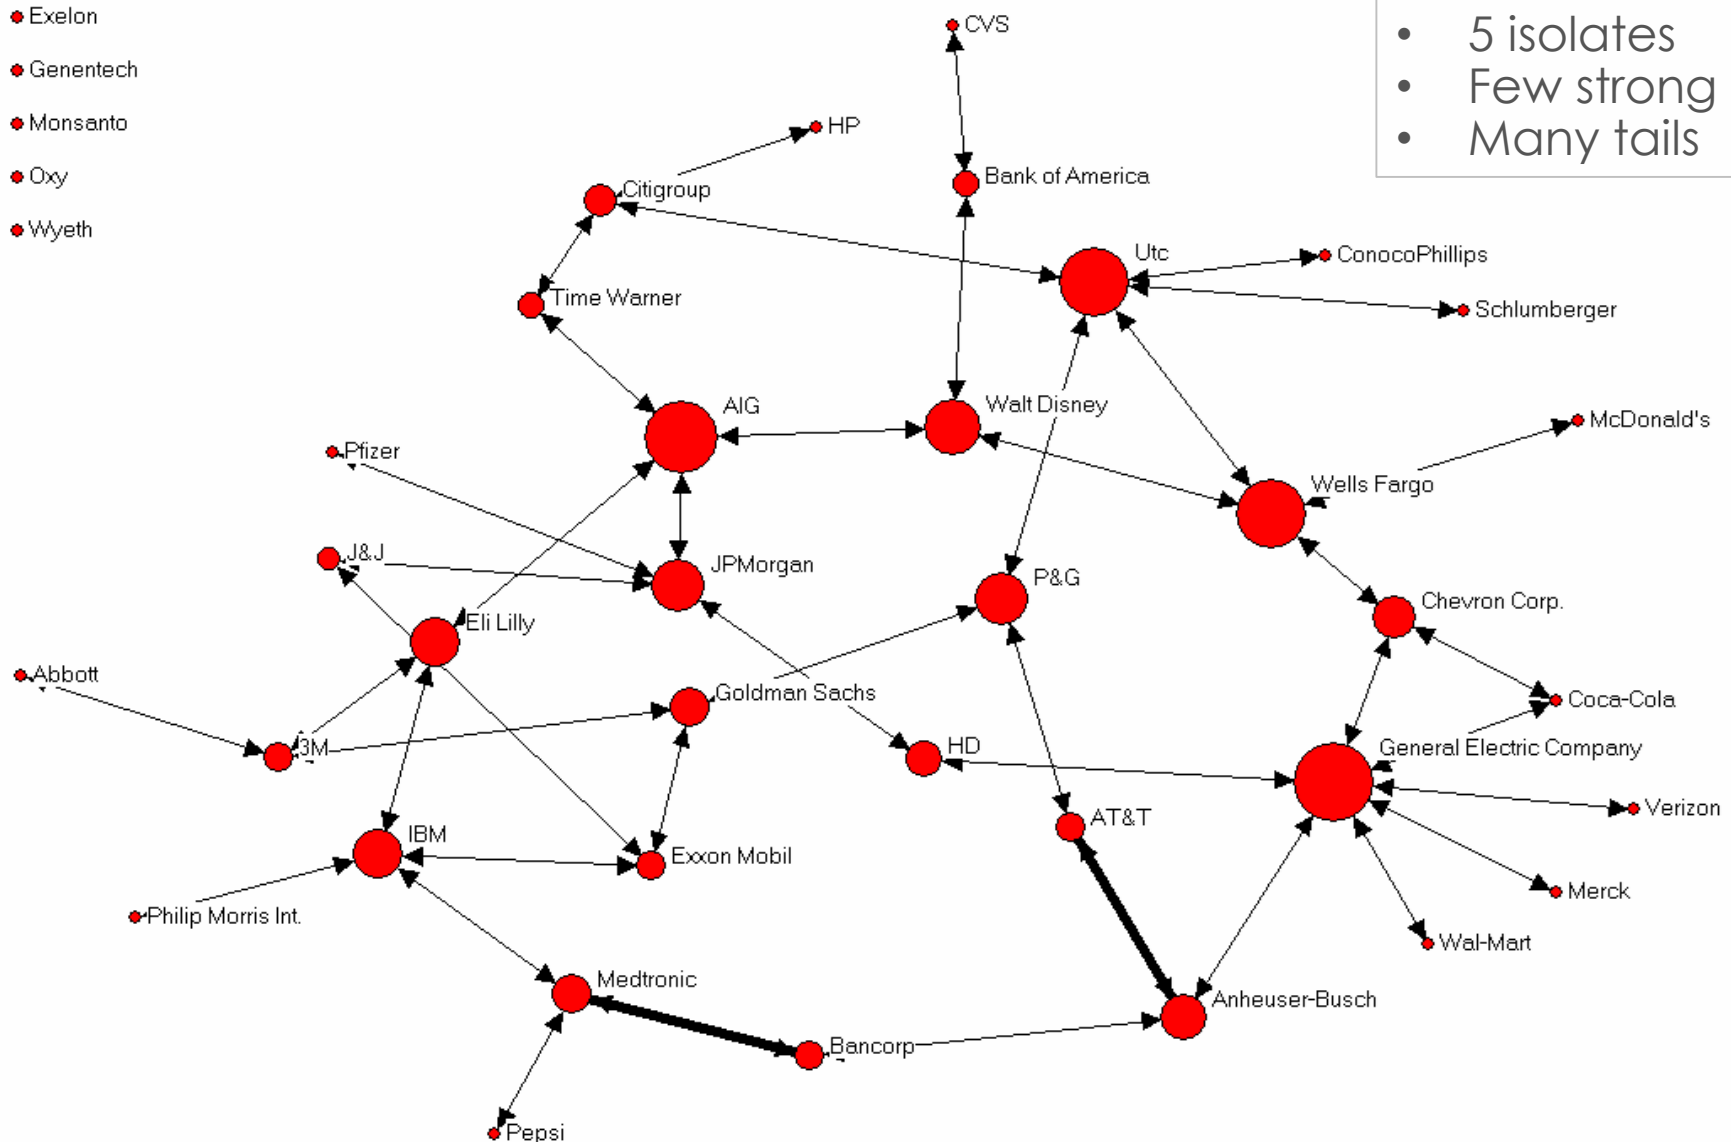 Exelon
Genentech
Monsanto
Oxy
Wyeth
• 5 isolates
• Few strong
• Many tails
CVS
HP
Bank of America
Citigroup
Utc
ConocoPhillips
Time Warner
Schlumberger
AIG
Walt Disney
McDonald's
Pfizer
Wells Fargo
J&J
JPMorgan
P&G
Chevron Corp.
Eli Lilly
Abbott
Goldman Sachs
Coca-Cola
3M
HD
General Electric Company
Verizon
AT&T
IBM
Exxon Mobil
Merck
Philip Morris Int.
Wal-Mart
Medtronic
Anheuser-Busch
Bancorp
Pepsi